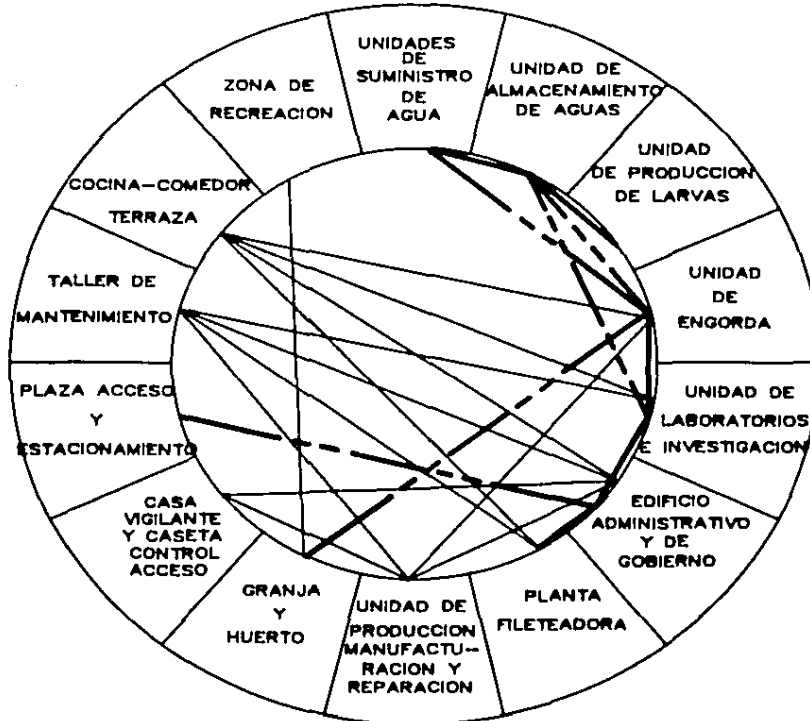 UNIDADES
DE
SUMINISTRO
DE
AGUA
UNIDAD DE
ALMACENAMIENTO
DE AGUAS
UNIDAD
DE PRODUCCION
DE LARVAS
UNIDAD
DE
ENGORDA
UNIDAD DE
LABORATORIOS
E INVESTIGACION
EDIFICIO
ADMINISTRATIVO
Y DE
GOBIERNO
PLANTA
FILETEADORA
UNIDAD DE
PRODUCCION
MANUFACTU-
RACION Y
REPARACION
GRANJA
Y
HUERTO
CASA
VIGILANTE
Y CASETA
CONTROL
ACCESO
PLAZA ACCESO
Y
ESTACIONAMIENTO
TALLER DE
MANTENIMIENTO
COCINA-COMEDOR
TERRAZA
ZONA DE
RECREACION